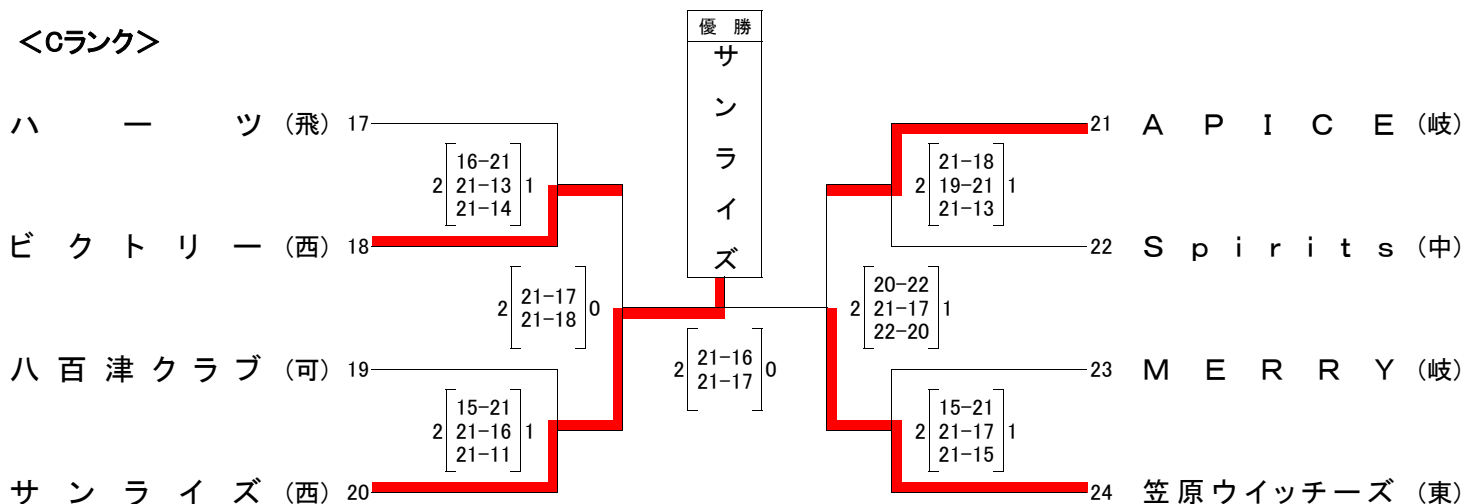 ＜Cランク＞
優 勝
サンライズ
ハーツ (飛) 17
21 ＡＰＩＣＥ (岐)
2 16-21 21-13 21-14 1
2 21-18 19-21 21-13 1
ビクトリー (西) 18
22 Ｓｐｉｒｉｔｓ (中)
2 21-17 21-18 0
2 20-22 21-17 22-20 1
2 21-16 21-17 0
八百津クラブ (可) 19
23 ＭＥＲＲＹ (岐)
2 15-21 21-16 21-11 1
2 15-21 21-17 21-15 1
サンライズ (西) 20
24 笠原ウイッチーズ (東)